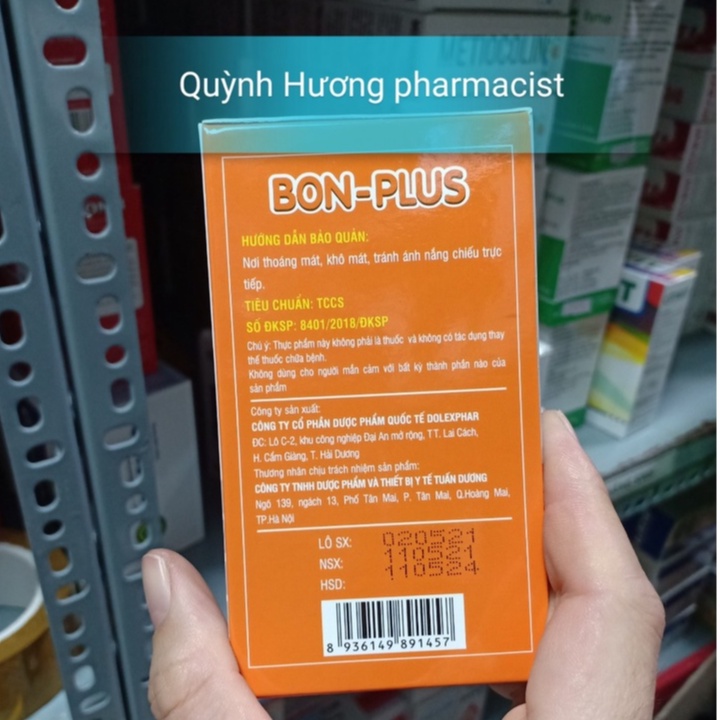 Quỳnh Hương pharmacist
BON-PLUS
HƯỚNG DẪN BẢO QUẢN:
Nơi thoáng mát, khô mát, tránh ánh nắng chiếu trực
tiếp.
TIÊU CHUẨN: TCCS
SỐ ĐKSP: 8401/2018/ĐKSP
Chú ý: Thực phẩm này không phải là thuốc và không có tác dụng thay
thế thuốc chữa bệnh.
Không dùng cho người mẫn cảm với bất kỳ thành phần nào của
sản phẩm
Công ty sản xuất:
CÔNG TY CỔ PHẦN DƯỢC PHẨM QUỐC TẾ DOLEXPHAR
ĐC: Lô C-2, khu công nghiệp Đại An mở rộng, TT. Lai Cách,
H. Cẩm Giàng, T. Hải Dương
Thương nhân chịu trách nhiệm sản phẩm:
CÔNG TY TNHH DƯỢC PHẨM VÀ THIẾT BỊ Y TẾ TUẤN DƯƠNG
Ngõ 139, ngách 13, Phố Tân Mai, P. Tân Mai, Q.Hoàng Mai,
TP.Hà Nội
LÔ SX: 020521
NSX: 110521
HSD: 110524
8 936149 891457